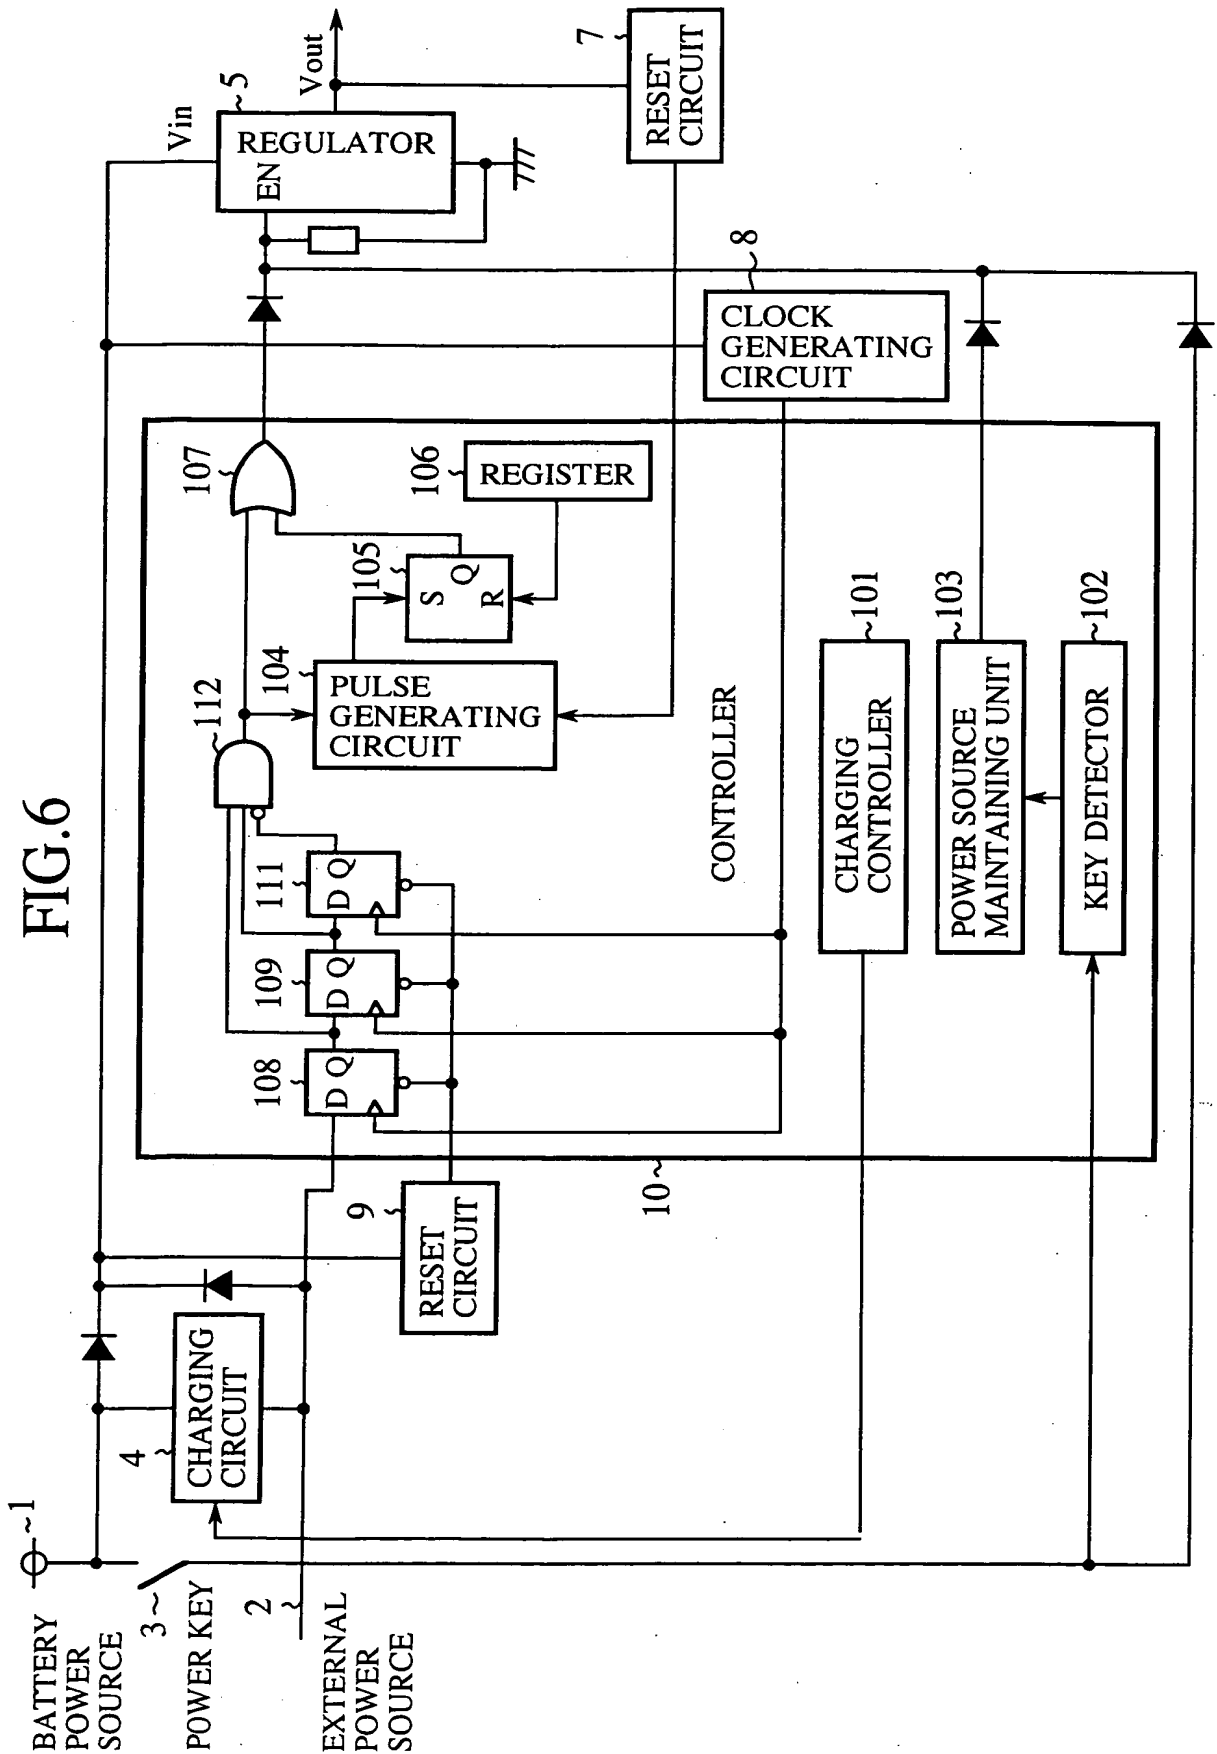 FIG.6
BATTERY
POWER
SOURCE
1
3
POWER KEY
2
EXTERNAL
POWER
SOURCE
4
CHARGING
CIRCUIT
9
RESET
CIRCUIT
10
CONTROLLER
108
D Q
109
D Q
111
D Q
112
104
PULSE
GENERATING
CIRCUIT
105
S
Q
R
106
REGISTER
107
101
CHARGING
CONTROLLER
103
POWER SOURCE
MAINTAINING UNIT
102
KEY DETECTOR
8
CLOCK
GENERATING
CIRCUIT
Vin
5
REGULATOR
EN
Vout
7
RESET
CIRCUIT